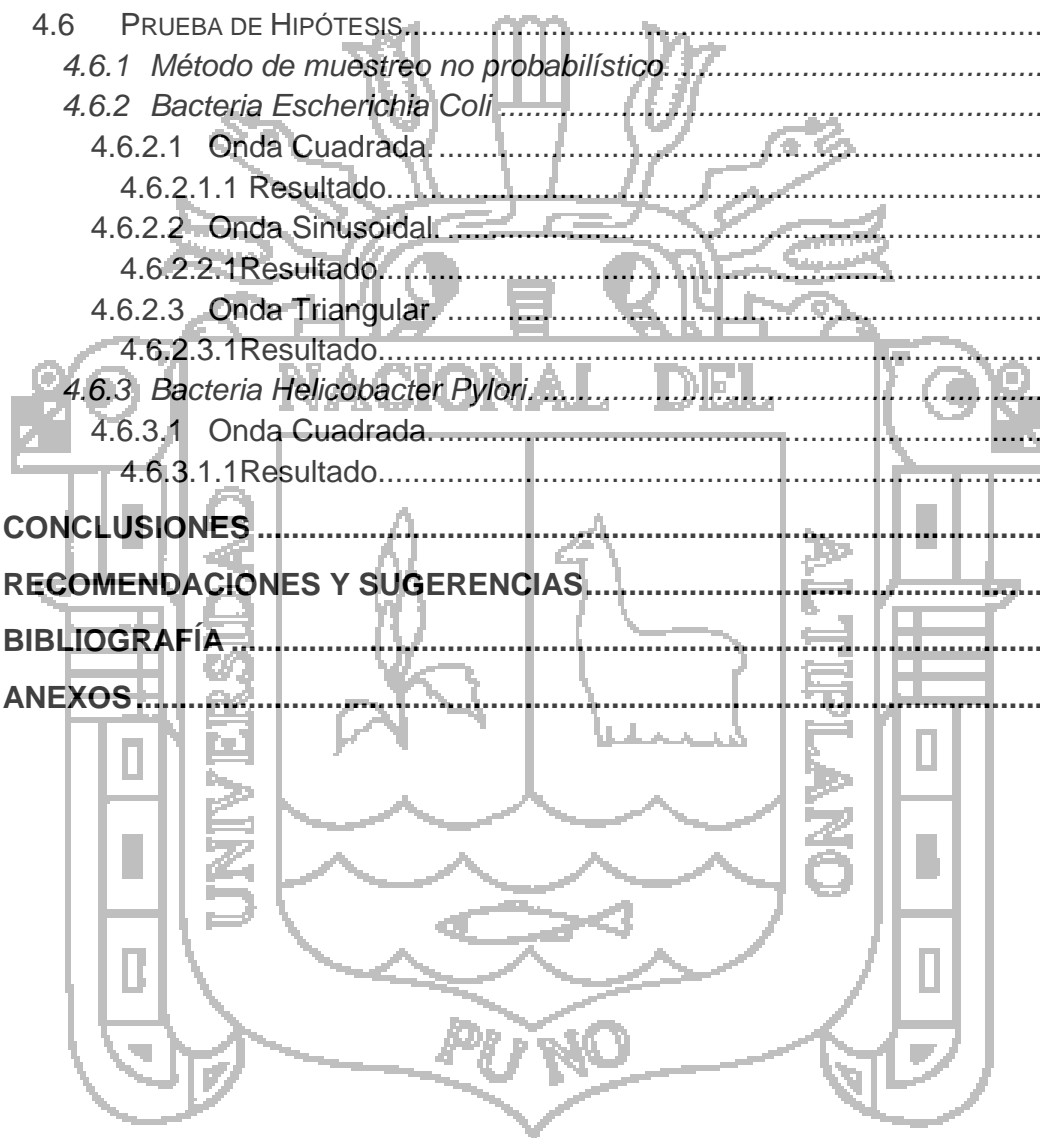 4.6 PRUEBA DE HIPÓTESIS........................................................................
4.6.1 Método de muestreo no probabilístico ..............................................
4.6.2 Bacteria Escherichia Coli ..................................................................
4.6.2.1 Onda Cuadrada. ...........................................................................
4.6.2.1.1 Resultado...................................................................................
4.6.2.2 Onda Sinusoidal. ..........................................................................
4.6.2.2.1Resultado....................................................................................
4.6.2.3 Onda Triangular. ..........................................................................
4.6.2.3.1Resultado....................................................................................
4.6.3 Bacteria Helicobacter Pylori. .............................................................
4.6.3.1 Onda Cuadrada............................................................................
4.6.3.1.1Resultado....................................................................................
CONCLUSIONES ......................................................................................
RECOMENDACIONES Y SUGERENCIAS..................................................
BIBLIOGRAFÍA .........................................................................................
ANEXOS....................................................................................................
UNIVERSIDAD
NACIONAL DEL
ALTIPLANO
PUNO